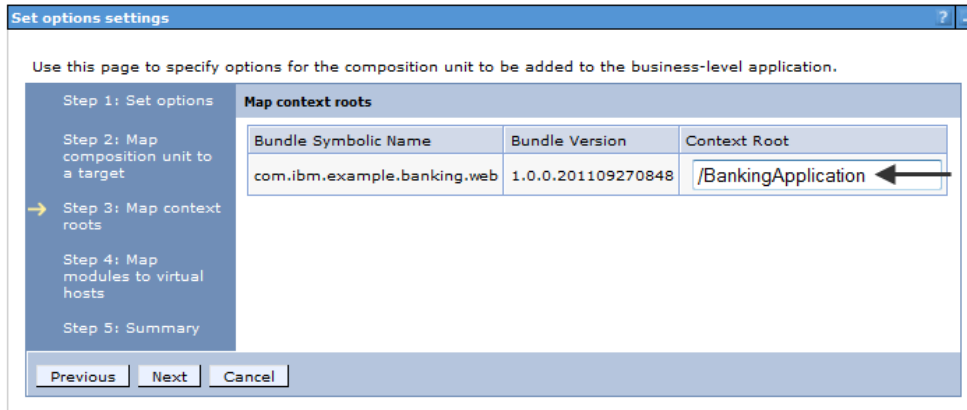 Set options settings ?
Use this page to specify options for the composition unit to be added to the business-level application.
Step 1: Set options
Step 2: Map
composition unit to
a target
Step 3: Map context
roots
Step 4: Map
modules to virtual
hosts
Step 5: Summary
Map context roots
Bundle Symbolic Name Bundle Version Context Root
com.ibm.example.banking.web 1.0.0.201109270848 /BankingApplication
Previous Next Cancel